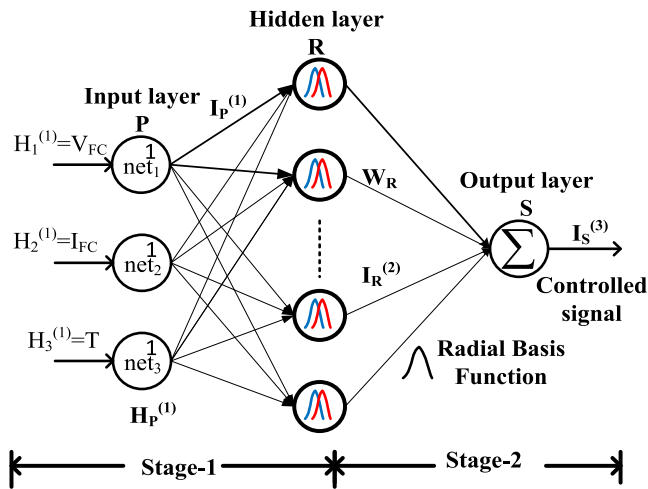 Hidden layer
R
Input layer
P
I_P^(1)
H_1^(1)=V_FC
1
net_1
W_R
Output layer
S
H_2^(1)=I_FC
1
net_2
∑
I_S^(3)
I_R^(2)
Controlled
signal
H_3^(1)=T
1
net_3
Radial Basis
Function
H_P^(1)
Stage-1
Stage-2